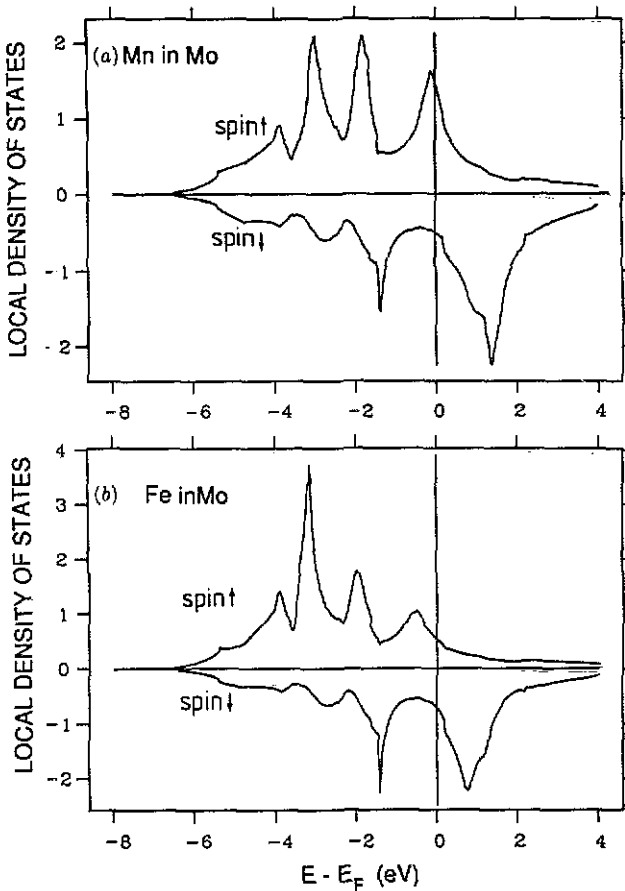 LOCAL DENSITY OF STATES
(a) Mn in Mo
spin↑
spin↓
2
1
0
-1
-2
-8
-6
-4
-2
0
2
4
LOCAL DENSITY OF STATES
(b) Fe inMo
spin↑
spin↓
4
3
2
1
0
-1
-2
-8
-6
-4
-2
0
2
4
E - E_F (eV)